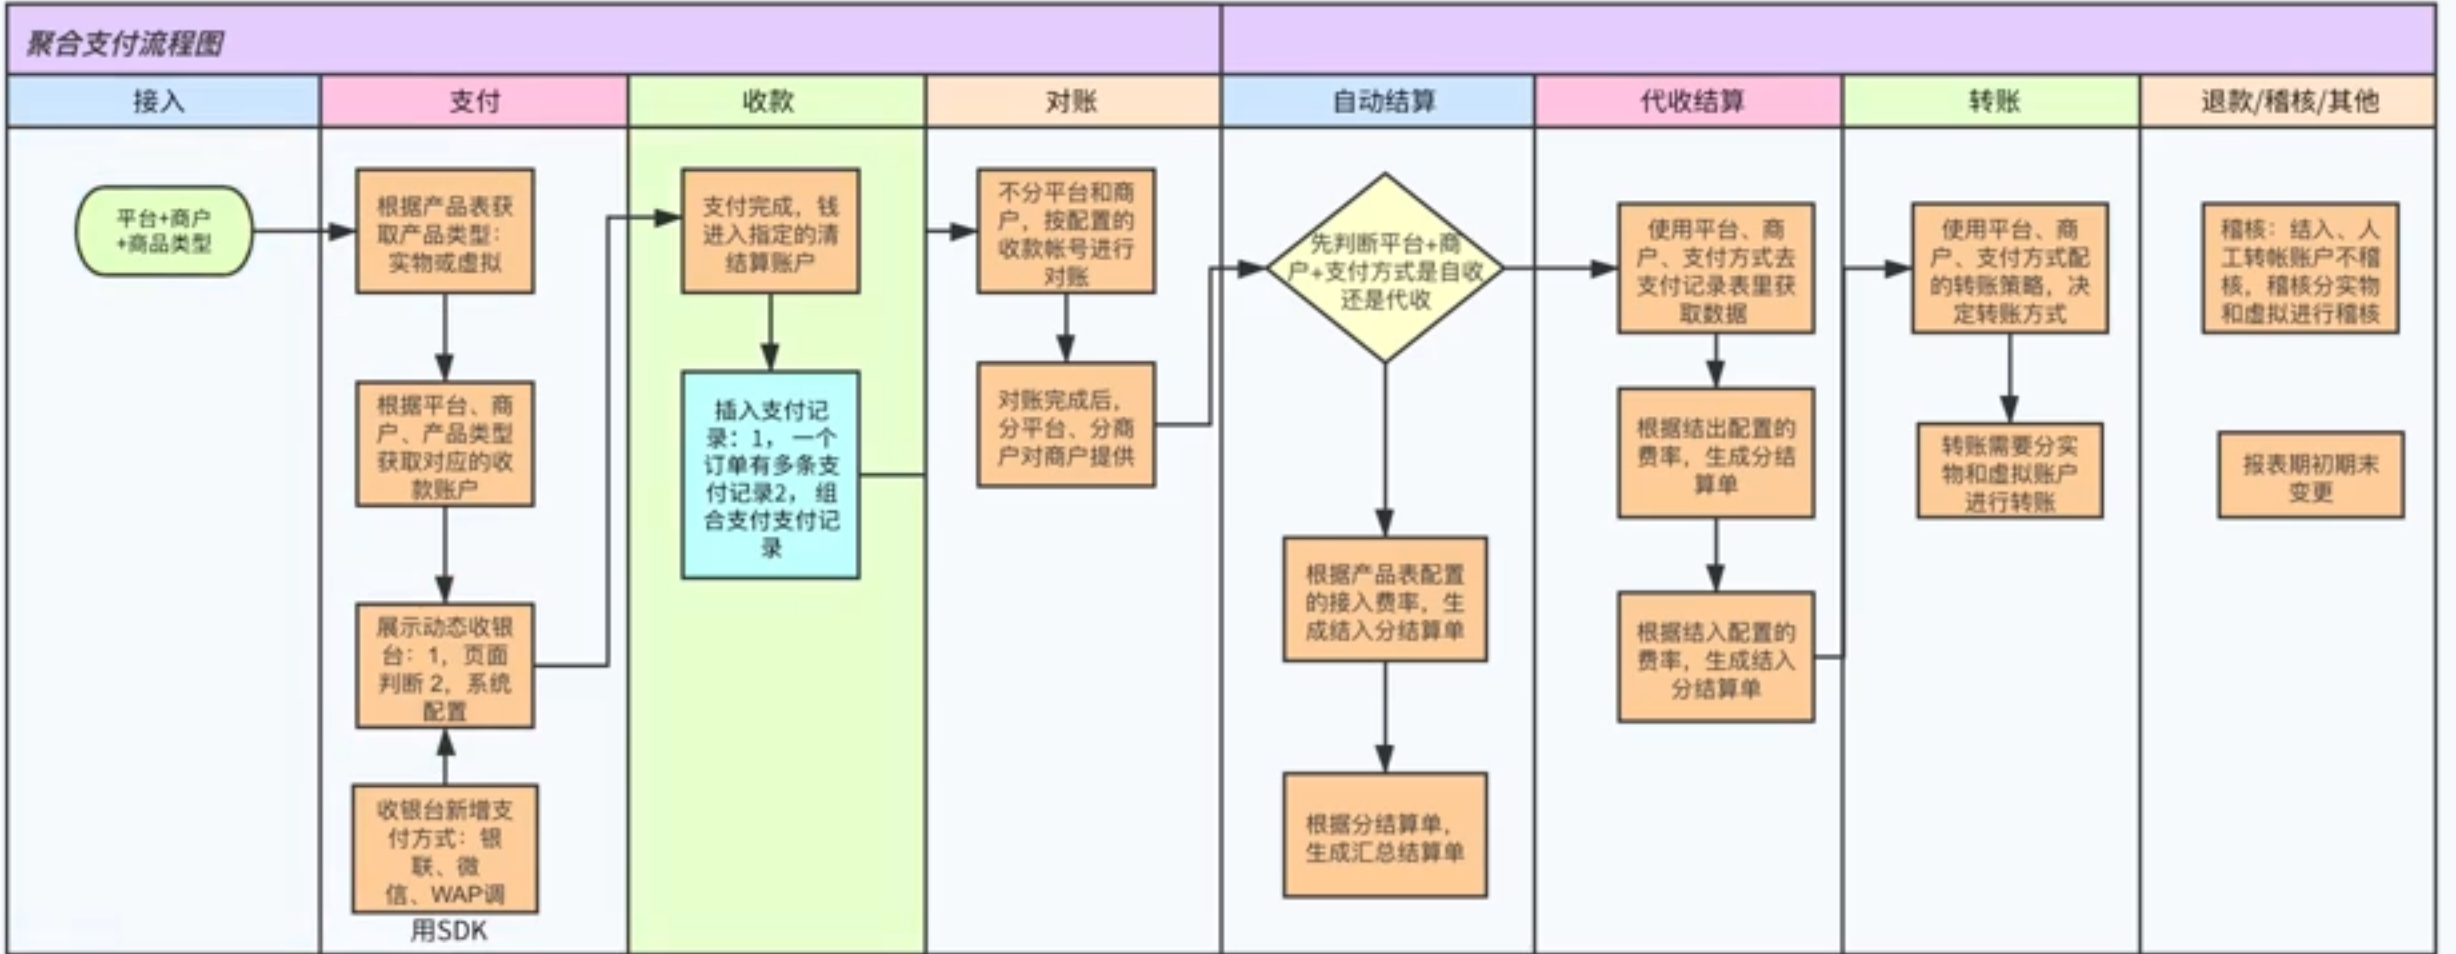 聚合支付流程图
接入
支付
收款
对账
自动结算
代收结算
转账
退款/稽核/其他
平台+商户
+商品类型
根据产品表获
取产品类型：
实物或虚拟
根据平台、商
户、产品类型
获取对应的收
款账户
展示动态收银
台：1，页面
判断 2，系统
配置
收银台新增支
付方式：银
联、微
信、WAP调
用SDK
支付完成，钱
进入指定的清
结算账户
插入支付记
录：1，一个
订单有多条支
付记录2，组
合支付支付记
录
不分平台和商
户，按配置的
收款帐号进行
对账
对账完成后，
分平台、分商
户对商户提供
先判断平台+商
户+支付方式是自收
还是代收
根据产品表配置
的接入费率，生
成结入分结算单
根据分结算单，
生成汇总结算单
使用平台、商
户、支付方式去
支付记录表里获
取数据
根据结出配置的
费率，生成分结
算单
根据结入配置的
费率，生成结入
分结算单
使用平台、商
户、支付方式配
的转账策略，决
定转账方式
转账需要分实
物和虚拟账户
进行转账
稽核：结入、人
工转帐账户不稽
核，稽核分实物
和虚拟进行稽核
报表期初期末
变更